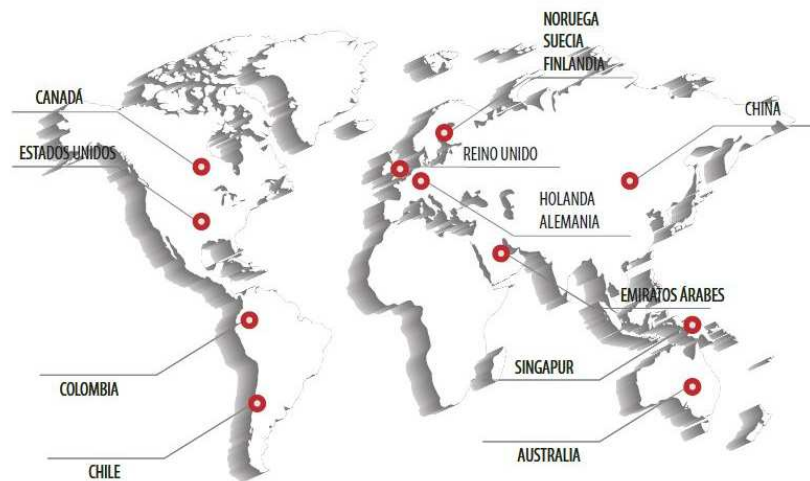 NORUEGA
SUECIA
FINLANDIA
CANADÁ
CHINA
ESTADOS UNIDOS
REINO UNIDO
HOLANDA
ALEMANIA
EMIRATOS ÁRABES
SINGAPUR
COLOMBIA
AUSTRALIA
CHILE